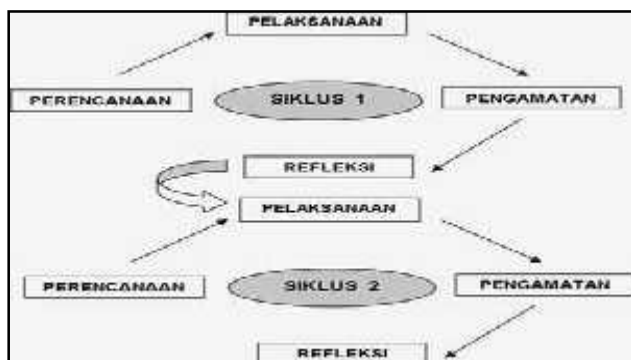 PELAKSANAAN
PERENCANAAN
SIKLUS 1
PENGAMATAN
REFLEKSI
PELAKSANAAN
PERENCANAAN
SIKLUS 2
PENGAMATAN
REFLEKSI